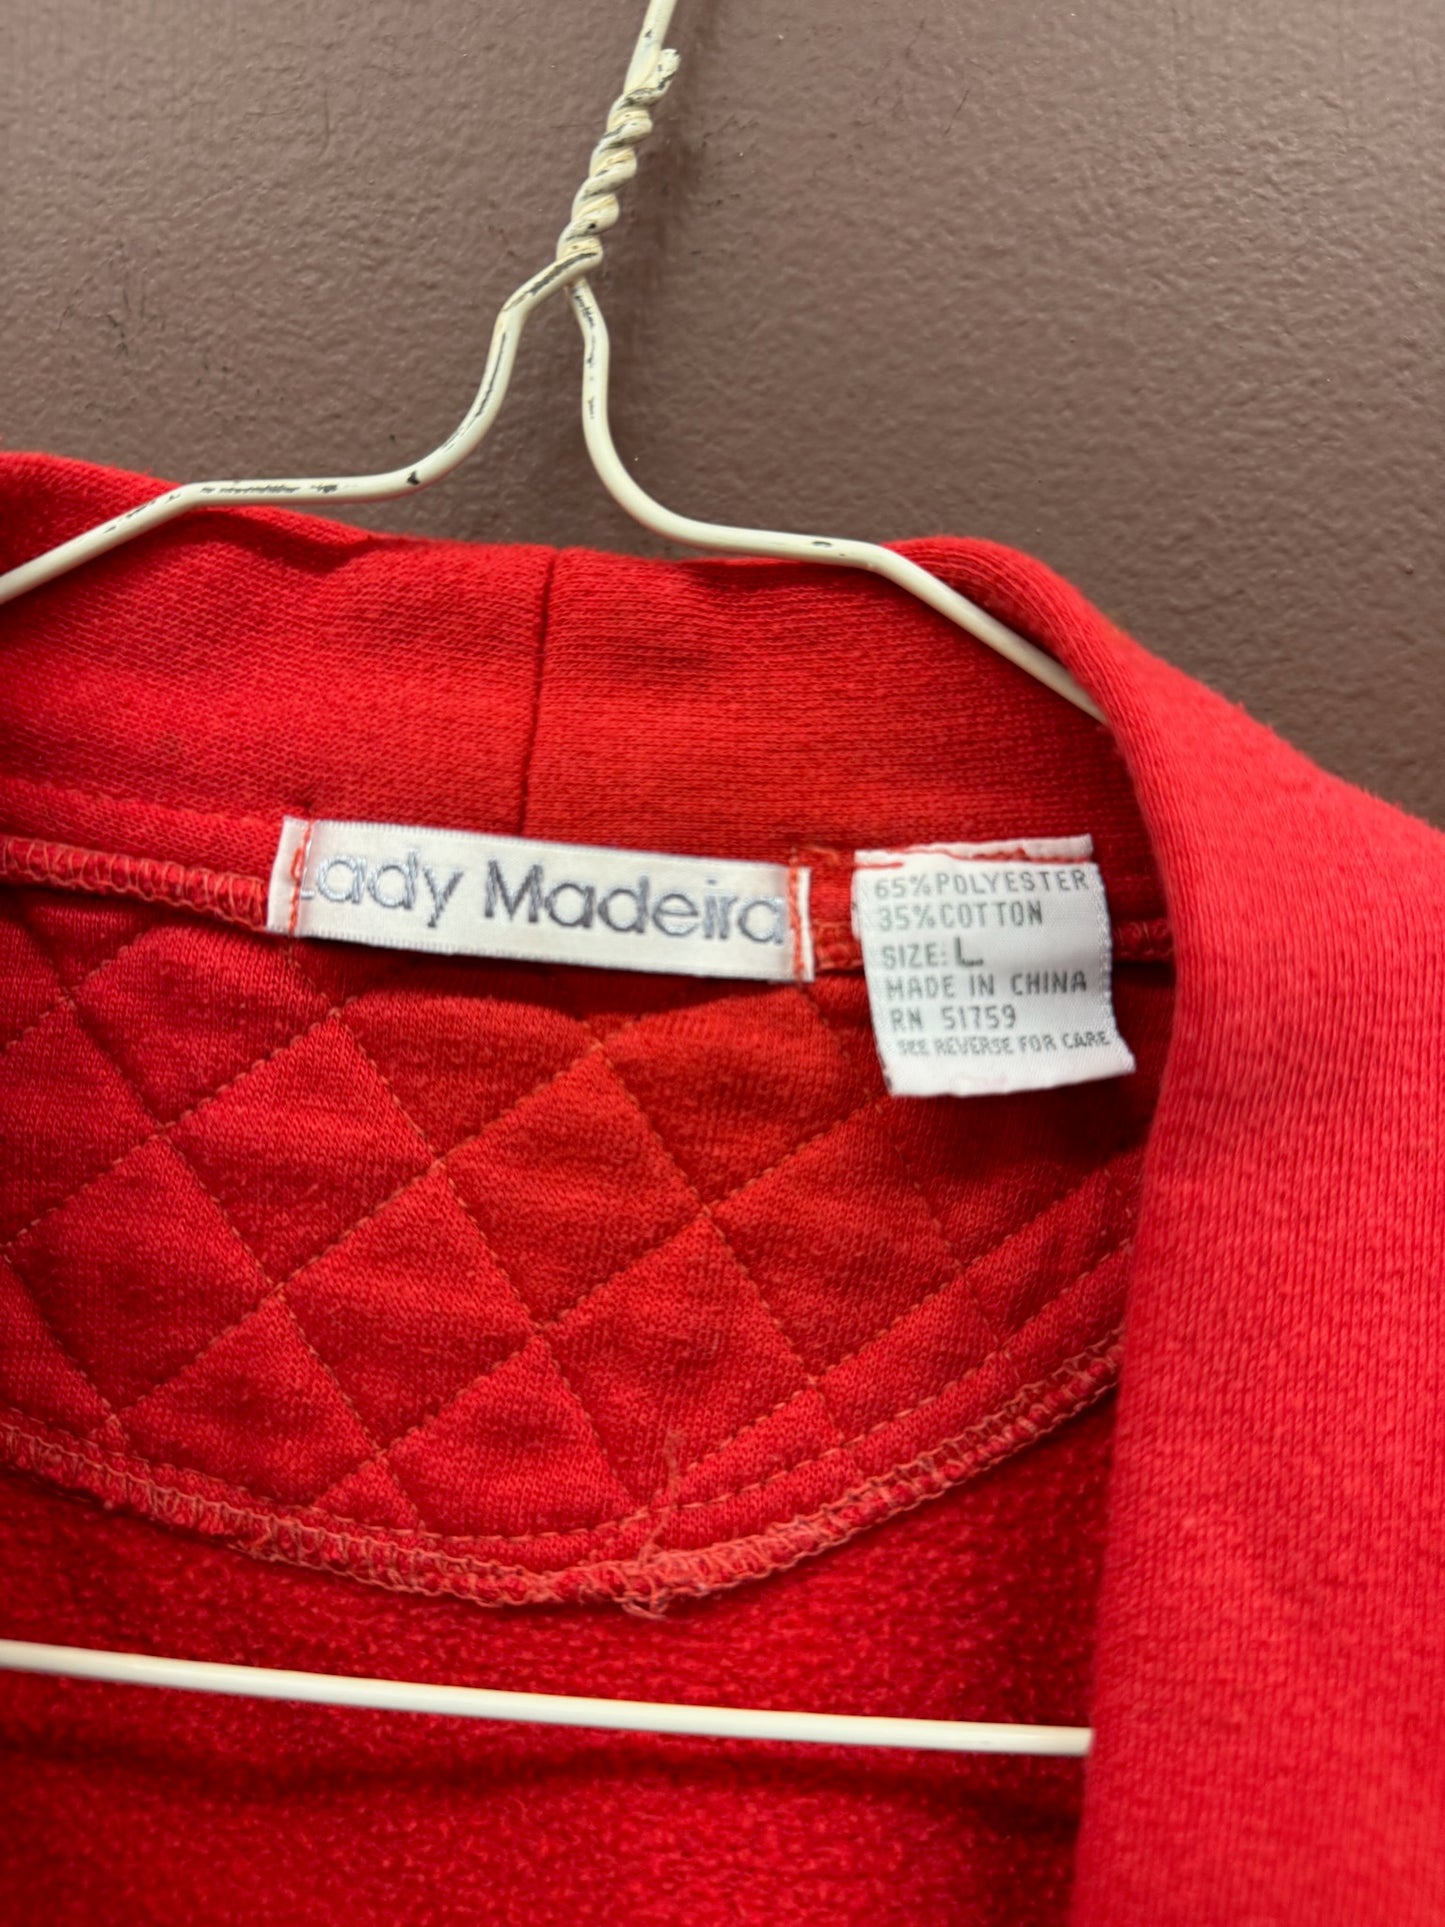 Lady Madeira
65% POLYESTER
35% COTTON
SIZE: L
MADE IN CHINA
RN 51759
SEE REVERSE FOR CARE